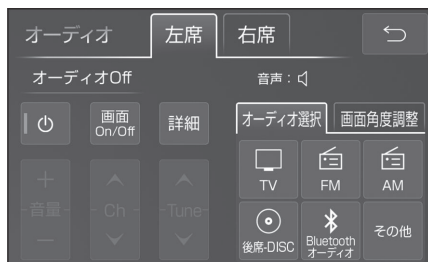 オーディオ 左席 右席
オーディオOff 音声：
画面
On/Off
詳細
オーディオ選択 画面角度調整
+ 音量 -
Ch
Tune
TV FM AM
後席-DISC
Bluetooth
オーディオ
その他